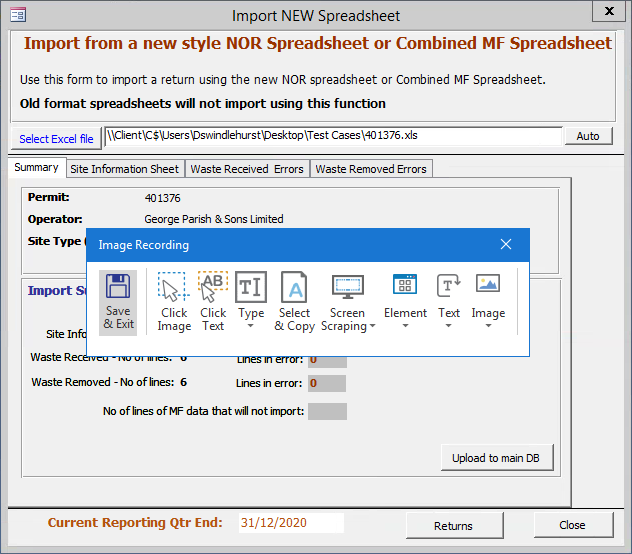 Import NEW Spreadsheet
X
Import from a new style NOR Spreadsheet or Combined MF Spreadsheet
Use this form to import a return using the new NOR spreadsheet or Combined MF Spreadsheet.
Old format spreadsheets will not import using this function
Select Excel file
\\Client\C$\Users\Dswindlehurst\Desktop\Test Cases\401376.xls
Auto
Summary
Site Information Sheet
Waste Received Errors
Waste Removed Errors
Permit: 401376
Operator: George Parish & Sons Limited
Site Type (
Image Recording
Import Su
Save & Exit
Click Image
AB
Click Text
Type
Select & Copy
Screen Scraping
Element
Text
Image
Site Info
Waste Received - No of lines: 6 Lines in error: 0
Waste Removed - No of lines: 6 Lines in error: 0
No of lines of MF data that will not import:
Upload to main DB
Current Reporting Qtr End: 31/12/2020
Returns
Close